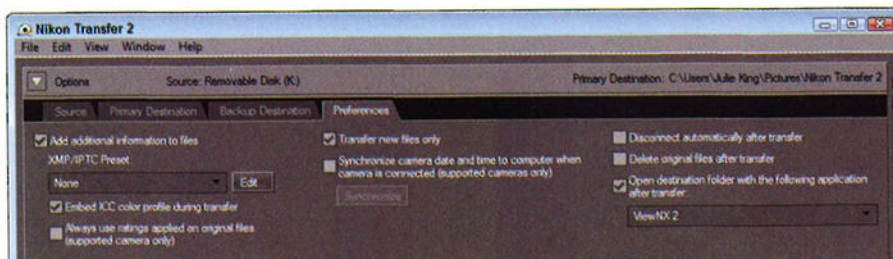 Nikon Transfer 2
File Edit View Window Help
Options Source: Removable Disk (K:) Primary Destination: C:\Users\Julie King\Pictures\Nikon Transfer 2
Source Primary Destination Backup Destination Preferences
Add additional information to files
XMP/IPTC Preset
None Edit
Embed ICC color profile during transfer
Always use ratings applied on original files
(supported camera only)
Transfer new files only
Synchronize camera date and time to computer when
camera is connected (supported cameras only)
Synchronize
Disconnect automatically after transfer
Delete original files after transfer
Open destination folder with the following application
after transfer:
ViewNX 2